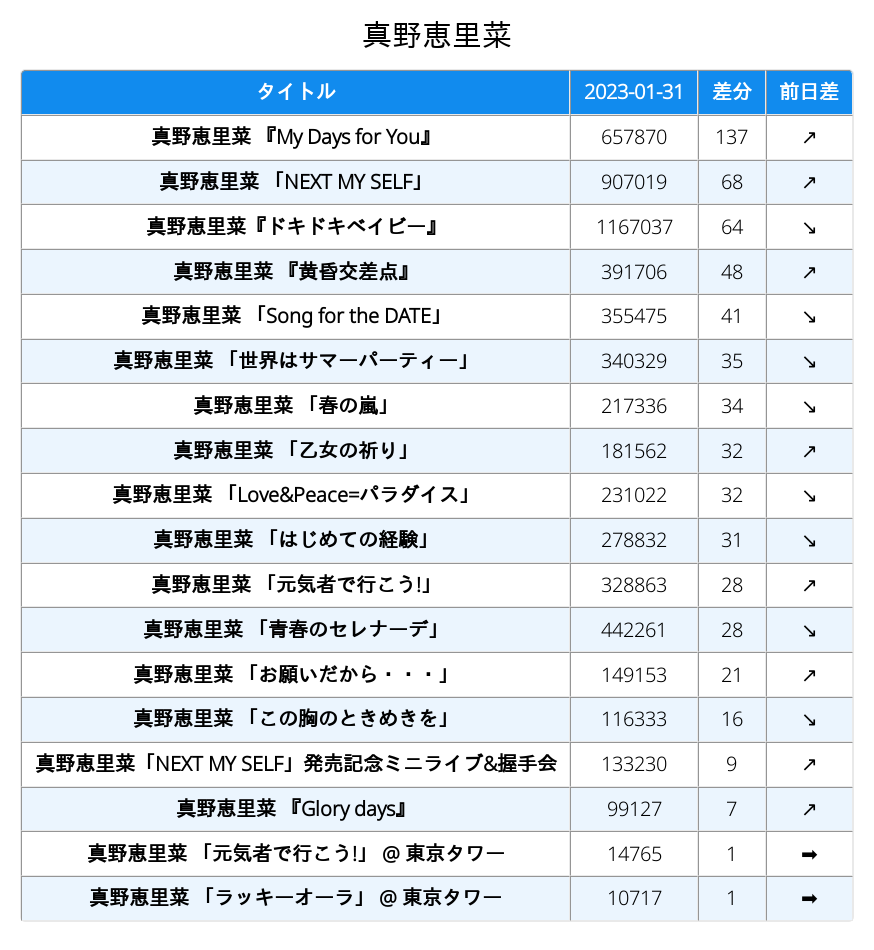 真野恵里菜
タイトル 2023-01-31 差分 前日差
真野恵里菜 『My Days for You』 657870 137 ↗
真野恵里菜 「NEXT MY SELF」 907019 68 ↗
真野恵里菜『ドキドキベイビー』 1167037 64 ↘
真野恵里菜 『黄昏交差点』 391706 48 ↗
真野恵里菜 「Song for the DATE」 355475 41 ↘
真野恵里菜 「世界はサマーパーティー」 340329 35 ↘
真野恵里菜 「春の嵐」 217336 34 ↘
真野恵里菜 「乙女の祈り」 181562 32 ↗
真野恵里菜 「Love&Peace=パラダイス」 231022 32 ↘
真野恵里菜 「はじめての経験」 278832 31 ↘
真野恵里菜 「元気者で行こう!」 328863 28 ↗
真野恵里菜 「青春のセレナーデ」 442261 28 ↘
真野恵里菜 「お願いだから・・・」 149153 21 ↗
真野恵里菜 「この胸のときめきを」 116333 16 ↘
真野恵里菜「NEXT MY SELF」発売記念ミニライブ&握手会 133230 9 ↗
真野恵里菜 『Glory days』 99127 7 ↗
真野恵里菜 「元気者で行こう!」 @ 東京タワー 14765 1 ➡
真野恵里菜 「ラッキーオーラ」 @ 東京タワー 10717 1 ➡